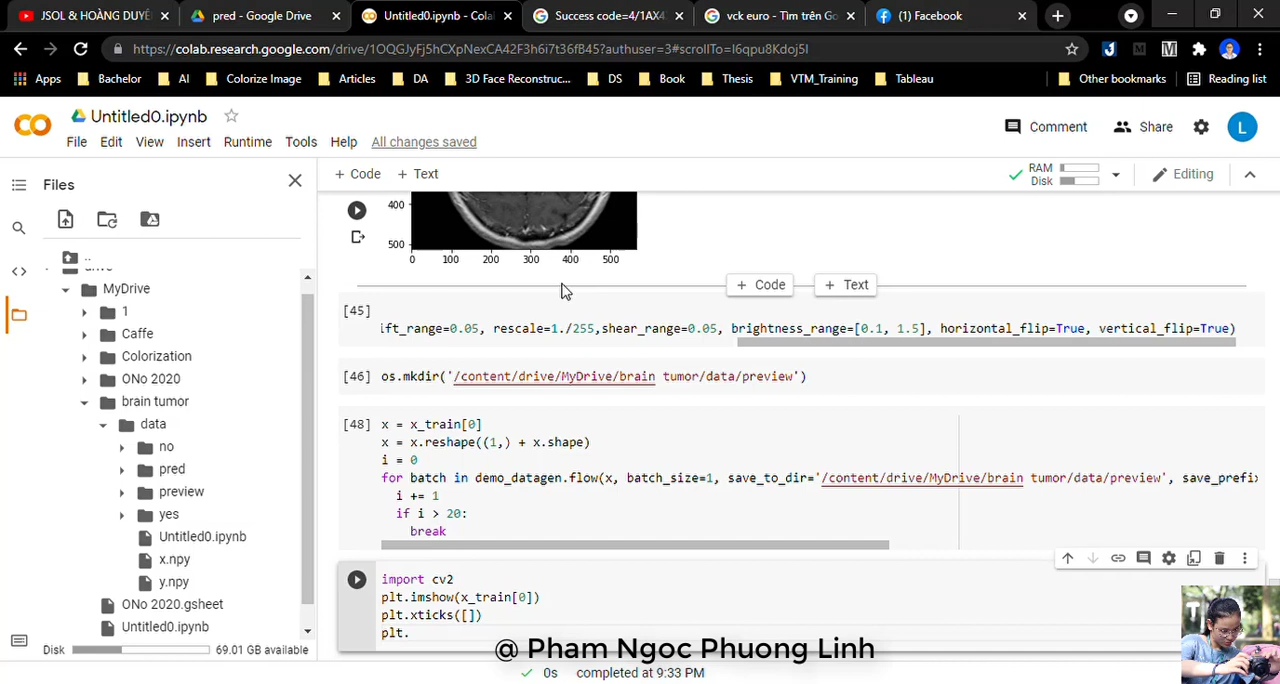 JSOL & HOÀNG DUYÊ
pred - Google Drive
Untitled0.ipynb - Cola
Success code=4/1AX4
vck euro - Tìm trên Go
(1) Facebook
https://colab.research.google.com/drive/1OQGJyFj5hCXpNexCA42F3h6i7t36fB45?authuser=3#scrollTo=I6qpu8Kdoj5I
Apps Bachelor AI Colorize Image Articles DA 3D Face Reconstruc... DS Book Thesis VTM_Training Tableau Other bookmarks Reading list
Untitled0.ipynb
Comment Share L
File Edit View Insert Runtime Tools Help All changes saved
Files
+ Code + Text
RAM
Disk
Editing
..
drive
MyDrive
1
Caffe
Colorization
ONo 2020
brain tumor
data
no
pred
preview
yes
Untitled0.ipynb
x.npy
y.npy
ONo 2020.gsheet
Untitled0.ipynb
Disk 69.01 GB available
400
500
0 100 200 300 400 500
+ Code + Text
[45]
ift_range=0.05, rescale=1./255,shear_range=0.05, brightness_range=[0.1, 1.5], horizontal_flip=True, vertical_flip=True)
[46] os.mkdir('/content/drive/MyDrive/brain tumor/data/preview')
[48] x = x_train[0]
x = x.reshape((1,) + x.shape)
i = 0
for batch in demo_datagen.flow(x, batch_size=1, save_to_dir='/content/drive/MyDrive/brain tumor/data/preview', save_prefix
i += 1
if i > 20:
break
import cv2
plt.imshow(x_train[0])
plt.xticks([])
plt.
@ Pham Ngoc Phuong Linh
0s completed at 9:33 PM